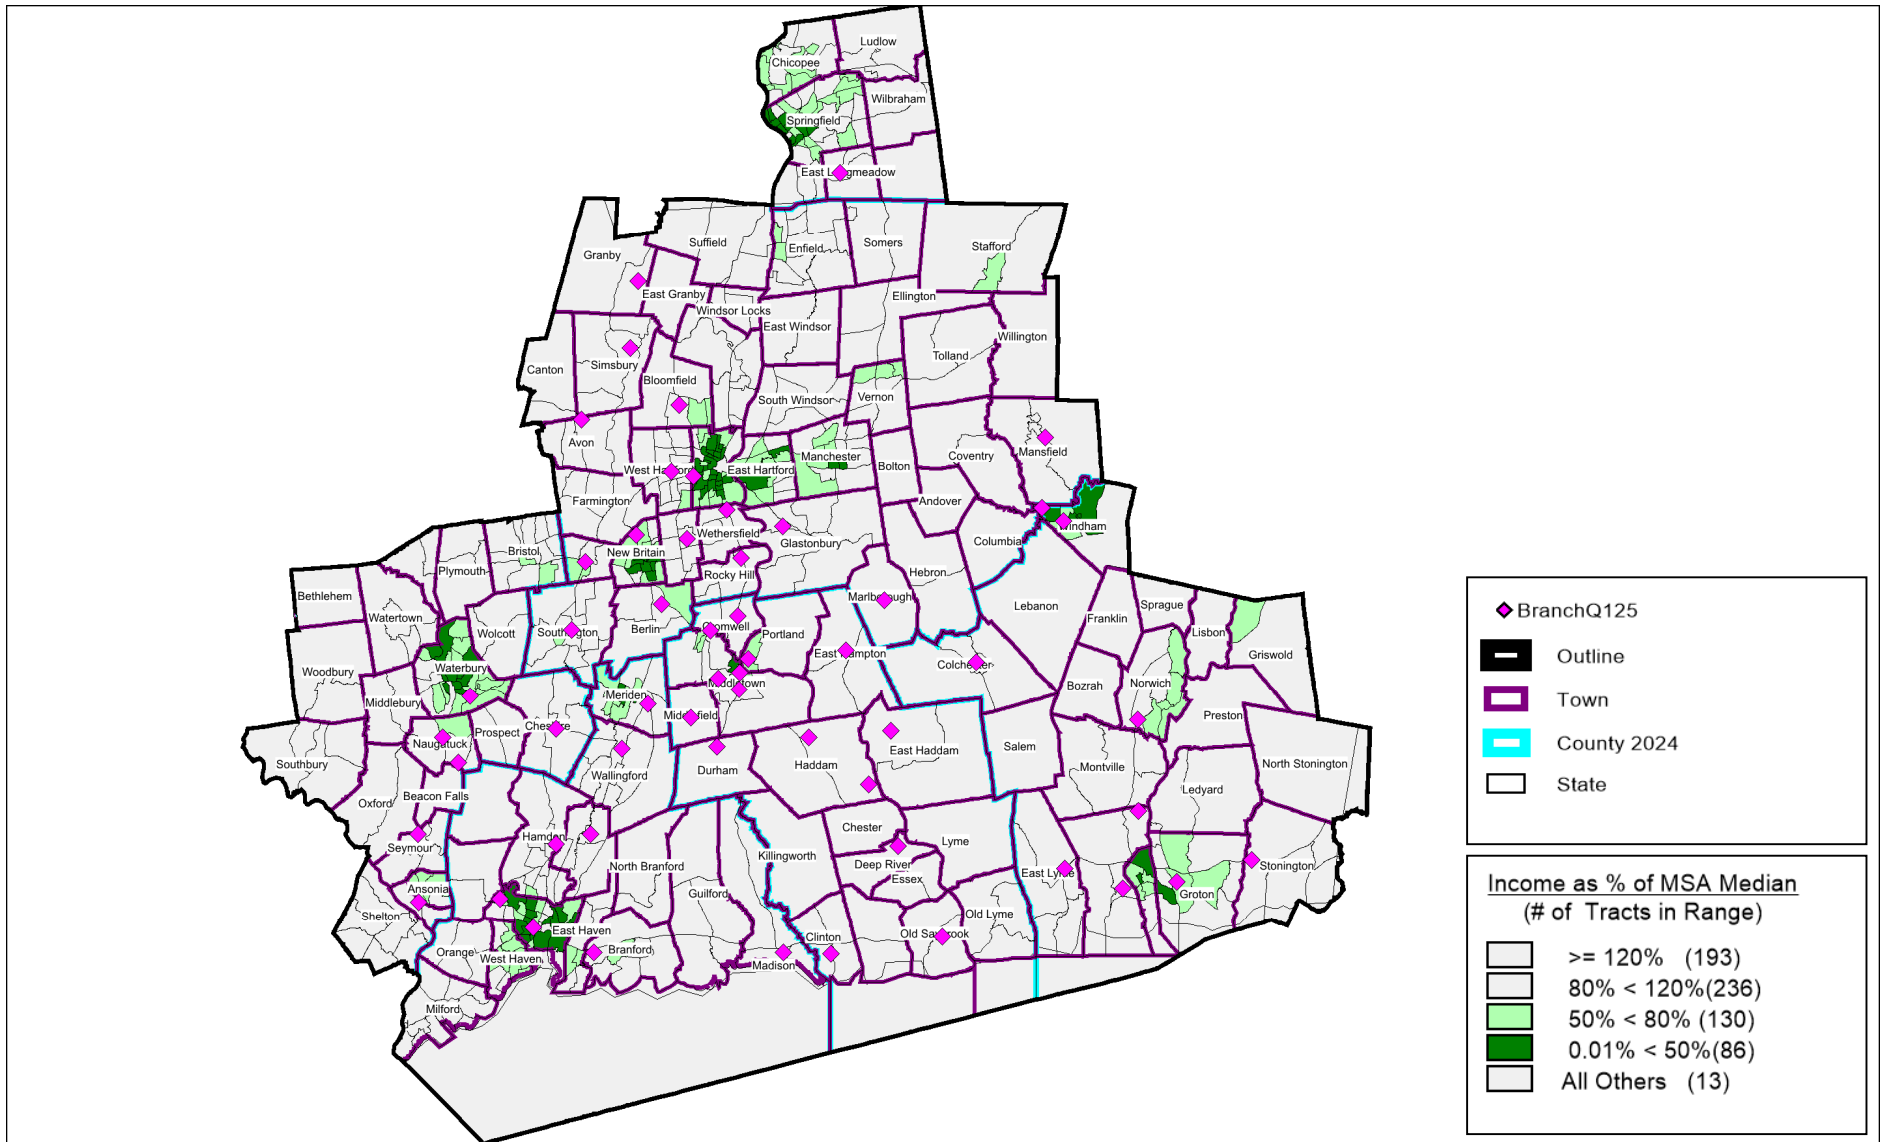 Ludlow
Chicopee
Wilbraham
Springfield
East Longmeadow
Granby
Suffield
Enfield
Somers
Stafford
East Granby
Ellington
Windsor Locks
East Windsor
Willington
Tolland
Canton
Simsbury
Bloomfield
South Windsor
Vernon
Avon
West Hartford
East Hartford
Manchester
Bolton
Coventry
Mansfield
Farmington
Andover
Windham
Bristol
New Britain
Wethersfield
Glastonbury
Columbia
Plymouth
Rocky Hill
Hebron
Bethlehem
Watertown
Wolcott
Southington
Berlin
Cromwell
Portland
Marlborough
Lebanon
Franklin
Sprague
Lisbon
Griswold
Woodbury
Waterbury
East Hampton
Colchester
Middlebury
Meriden
Middletown
Bozrah
Norwich
Preston
Naugatuck
Prospect
Cheshire
Middlefield
Southbury
Wallingford
Durham
Haddam
East Haddam
Salem
Montville
North Stonington
Oxford
Beacon Falls
Ledyard
Seymour
Hamden
North Branford
Killingworth
Chester
Lyme
Deep River
Essex
East Lyme
Stonington
Ansonia
Guilford
Groton
Shelton
East Haven
Old Lyme
Orange
West Haven
Branford
Madison
Clinton
Old Saybrook
Milford
BranchQ125
Outline
Town
County 2024
State
Income as % of MSA Median
(# of Tracts in Range)
>= 120% (193)
80% < 120%(236)
50% < 80% (130)
0.01% < 50%(86)
All Others (13)